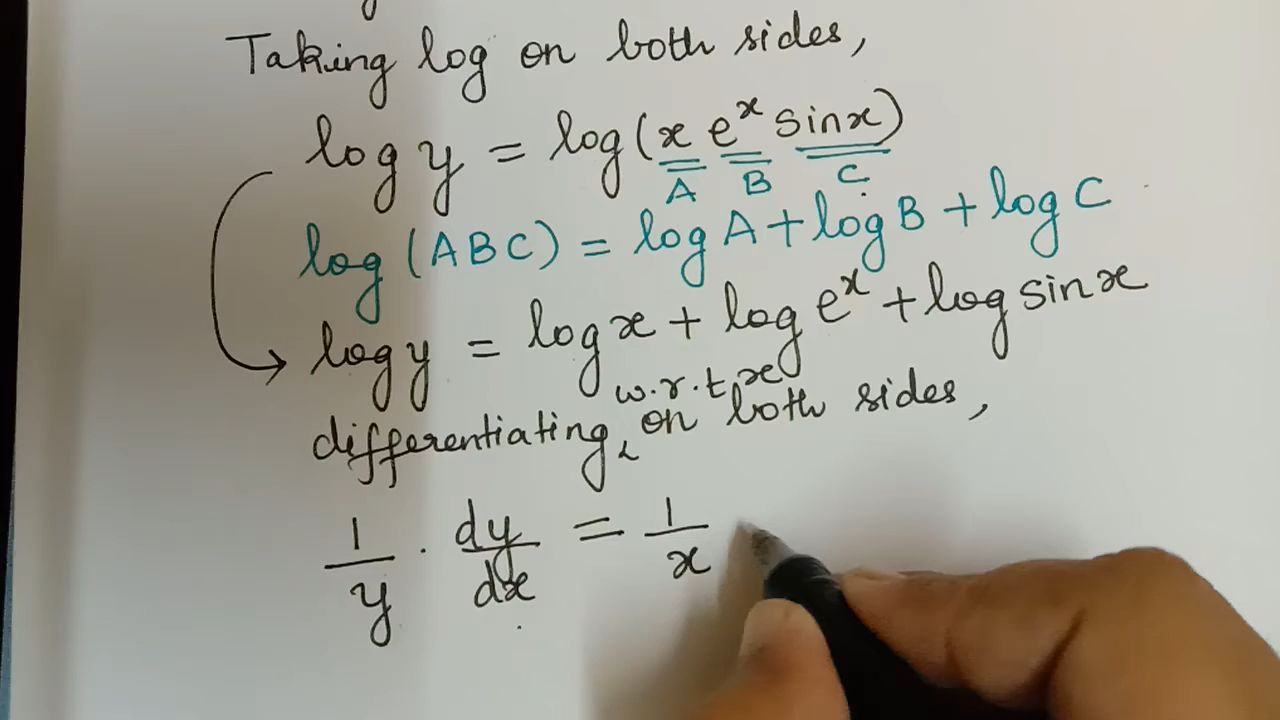 Taking log on both sides,
log y = log(x e^x sinx)
A B C
log (ABC) = log A + log B + log C
log y = log x + log e^x + log sin x
w.r.t. x
differentiating, on both sides,
1/y . dy/dx = 1/x